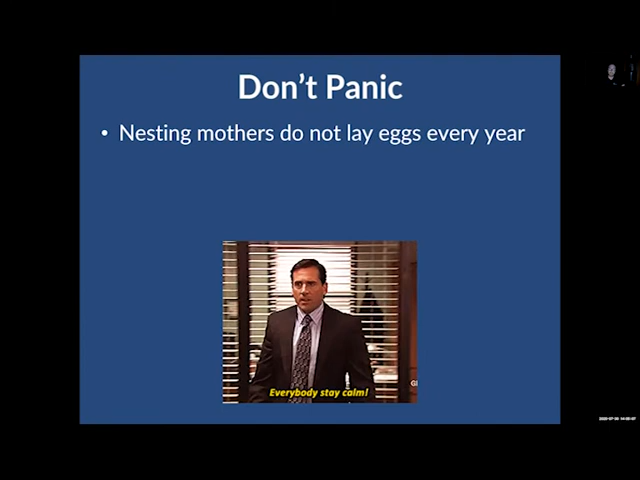 Don't Panic
• Nesting mothers do not lay eggs every year
Everybody stay calm!